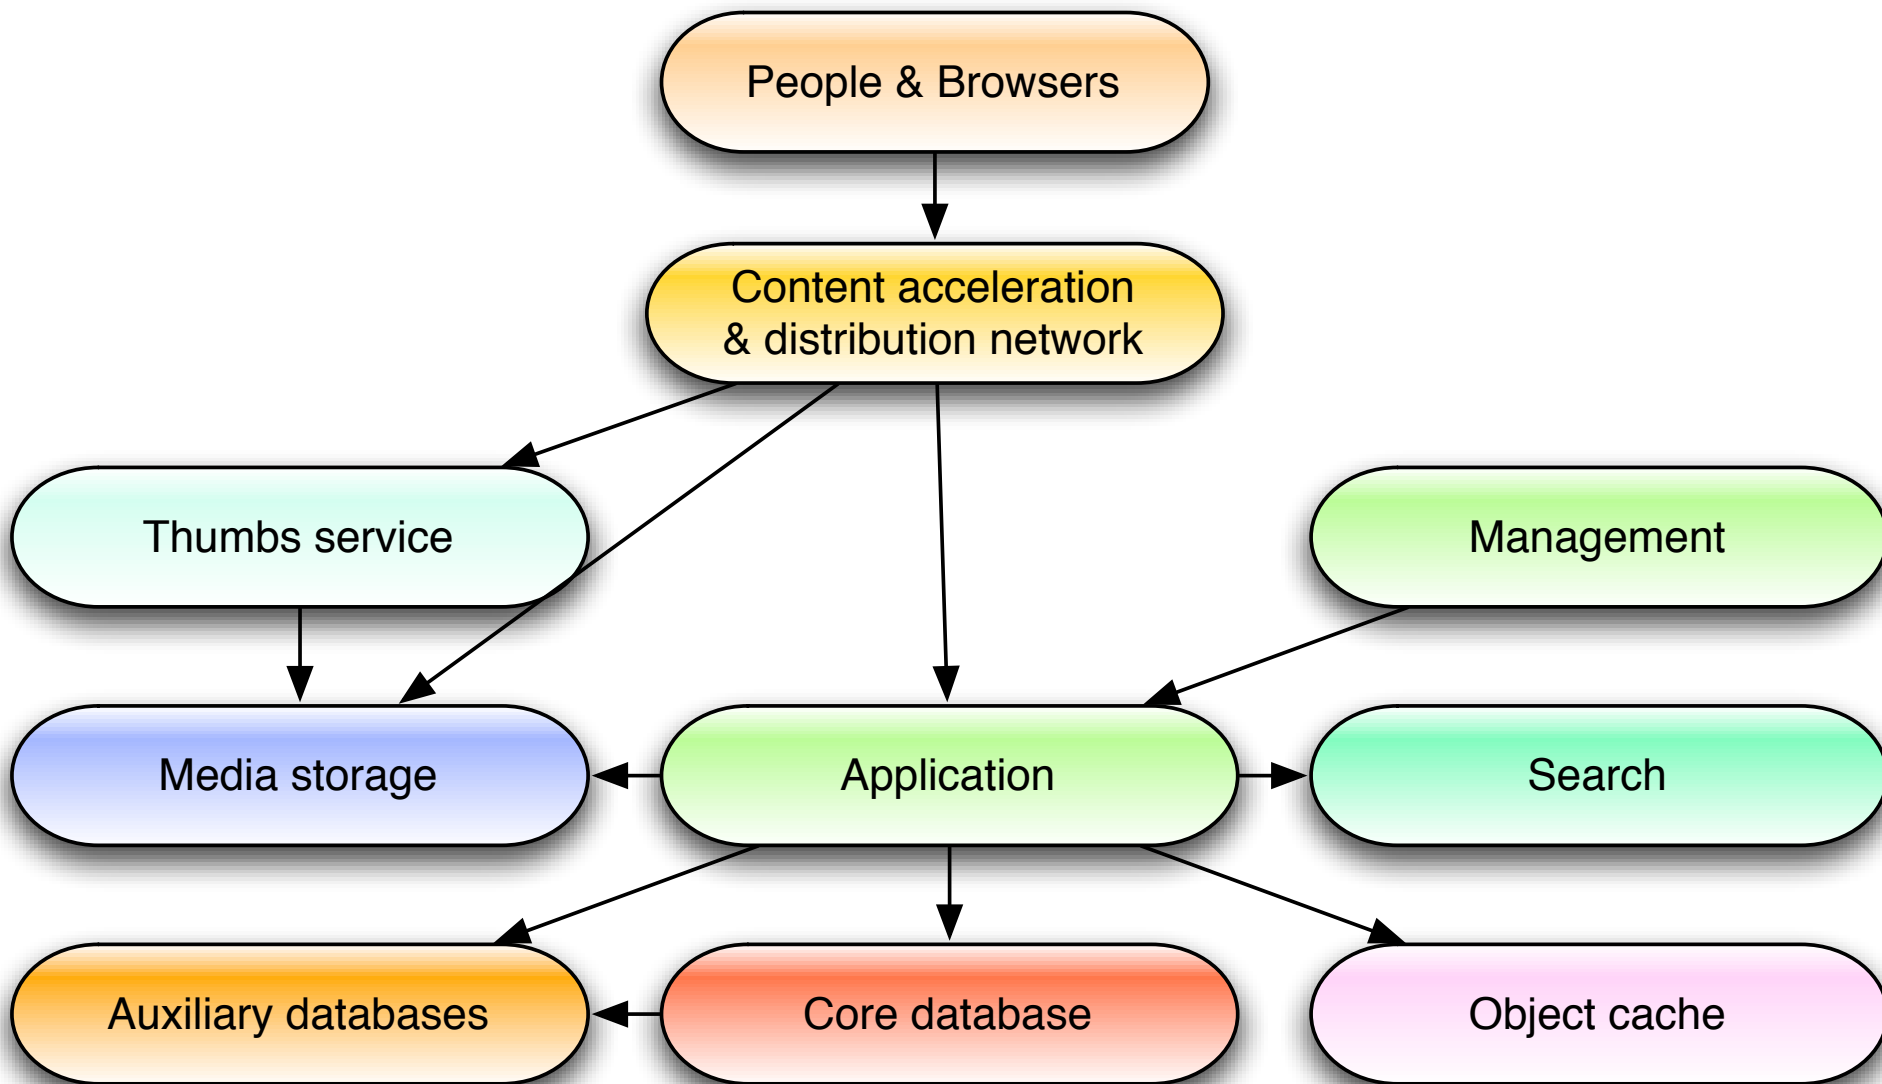 People & Browsers
Content acceleration
& distribution network
Thumbs service
Management
Media storage
Application
Search
Auxiliary databases
Core database
Object cache